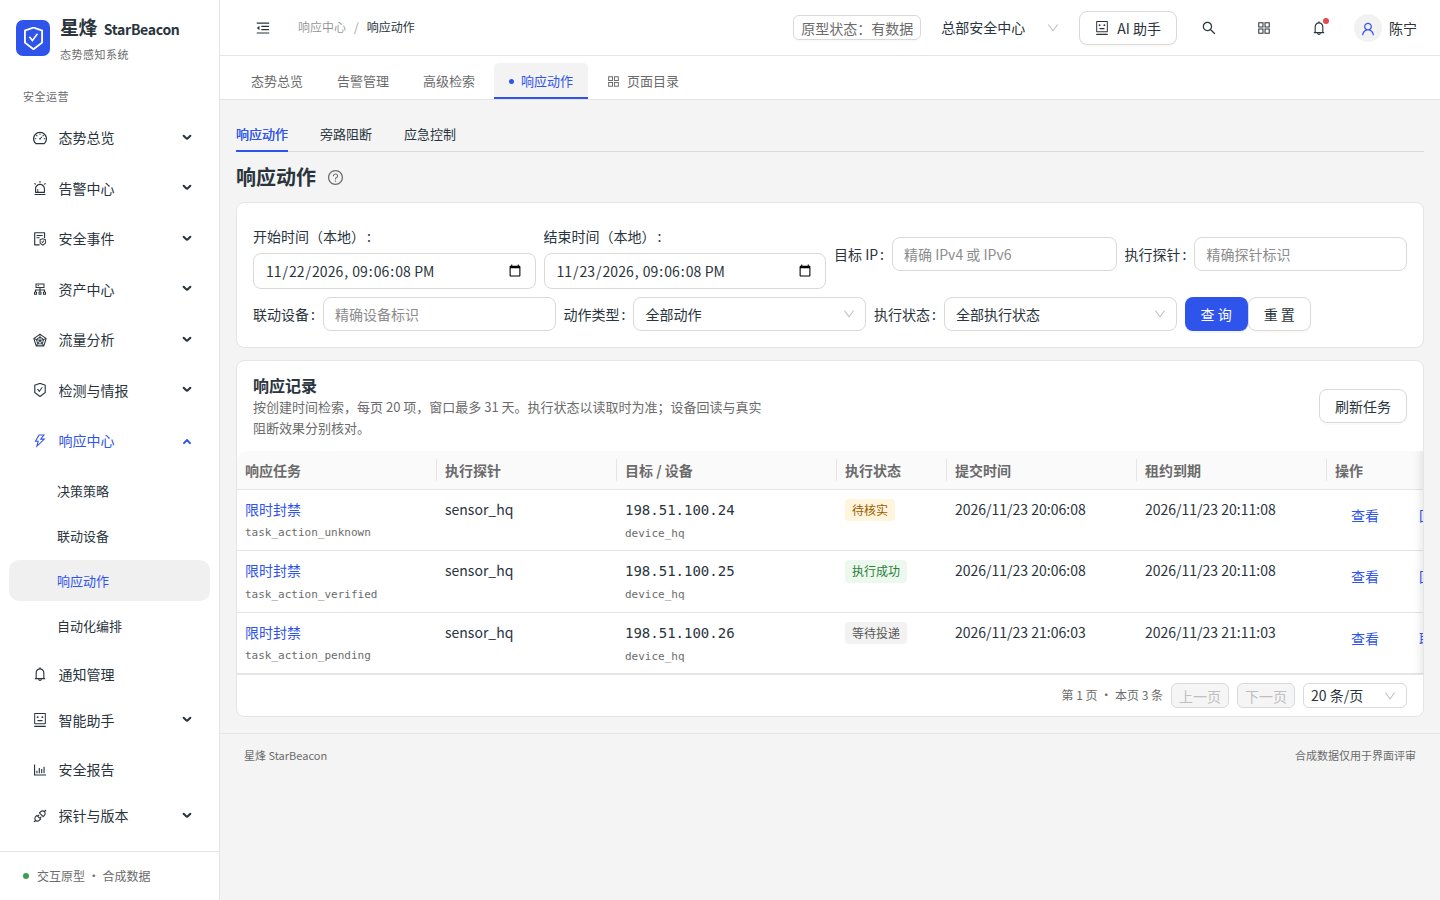 星烽 StarBeacon
态势感知系统
安全运营
态势总览
告警中心
安全事件
资产中心
流量分析
检测与情报
响应中心
决策策略
联动设备
响应动作
自动化编排
通知管理
智能助手
安全报告
探针与版本
交互原型 · 合成数据
响应中心 / 响应动作
原型状态：有数据
总部安全中心
AI 助手
陈宁
态势总览
告警管理
高级检索
响应动作
页面目录
响应动作
旁路阻断
应急控制
响应动作
开始时间（本地）：
11/22/2026, 09:06:08 PM
结束时间（本地）：
11/23/2026, 09:06:08 PM
目标 IP：
精确 IPv4 或 IPv6
执行探针：
精确探针标识
联动设备：
精确设备标识
动作类型：
全部动作
执行状态：
全部执行状态
查 询
重 置
响应记录
按创建时间检索，每页 20 项，窗口最多 31 天。执行状态以读取时为准；设备回读与真实
阻断效果分别核对。
刷新任务
响应任务 执行探针 目标 / 设备 执行状态 提交时间 租约到期 操作
限时封禁 sensor_hq 198.51.100.24 待核实 2026/11/23 20:06:08 2026/11/23 20:11:08 查看
task_action_unknown device_hq
限时封禁 sensor_hq 198.51.100.25 执行成功 2026/11/23 20:06:08 2026/11/23 20:11:08 查看
task_action_verified device_hq
限时封禁 sensor_hq 198.51.100.26 等待投递 2026/11/23 21:06:03 2026/11/23 21:11:03 查看
task_action_pending device_hq
第 1 页 · 本页 3 条
上一页
下一页
20 条/页
星烽 StarBeacon
合成数据仅用于界面评审